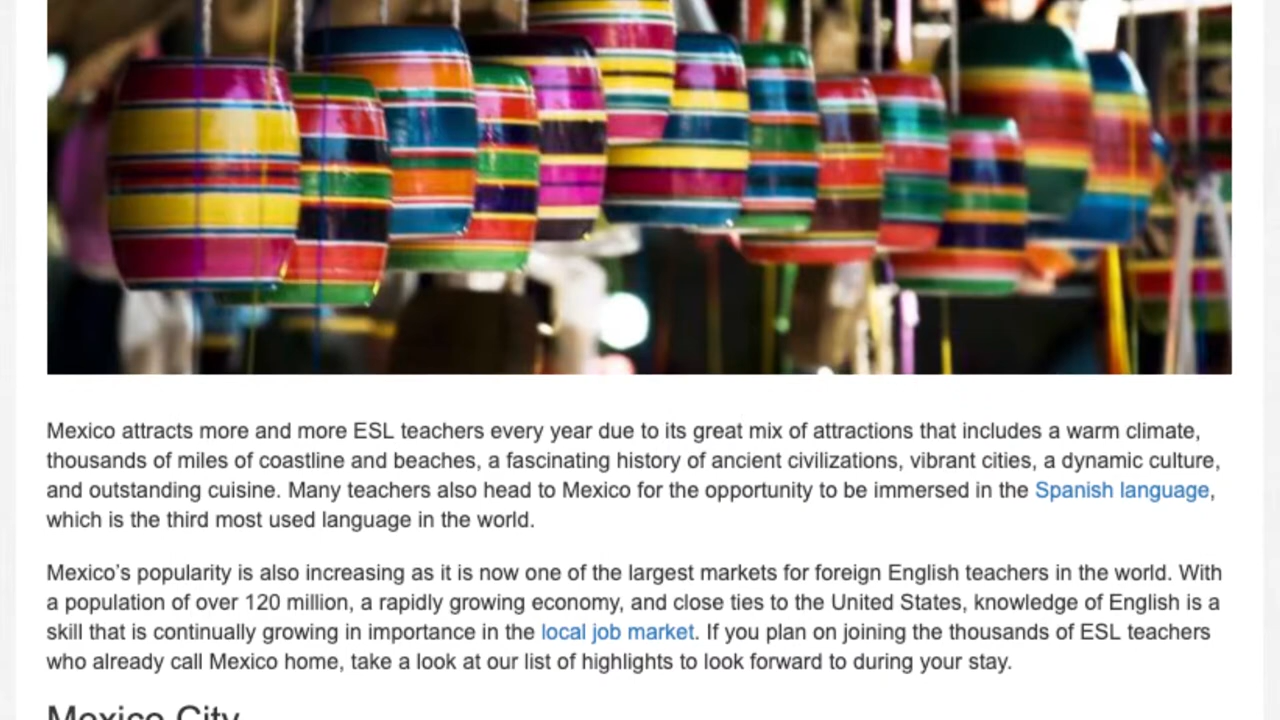 Mexico attracts more and more ESL teachers every year due to its great mix of attractions that includes a warm climate,
thousands of miles of coastline and beaches, a fascinating history of ancient civilizations, vibrant cities, a dynamic culture,
and outstanding cuisine. Many teachers also head to Mexico for the opportunity to be immersed in the Spanish language,
which is the third most used language in the world.
Mexico’s popularity is also increasing as it is now one of the largest markets for foreign English teachers in the world. With
a population of over 120 million, a rapidly growing economy, and close ties to the United States, knowledge of English is a
skill that is continually growing in importance in the local job market. If you plan on joining the thousands of ESL teachers
who already call Mexico home, take a look at our list of highlights to look forward to during your stay.
Mexico City